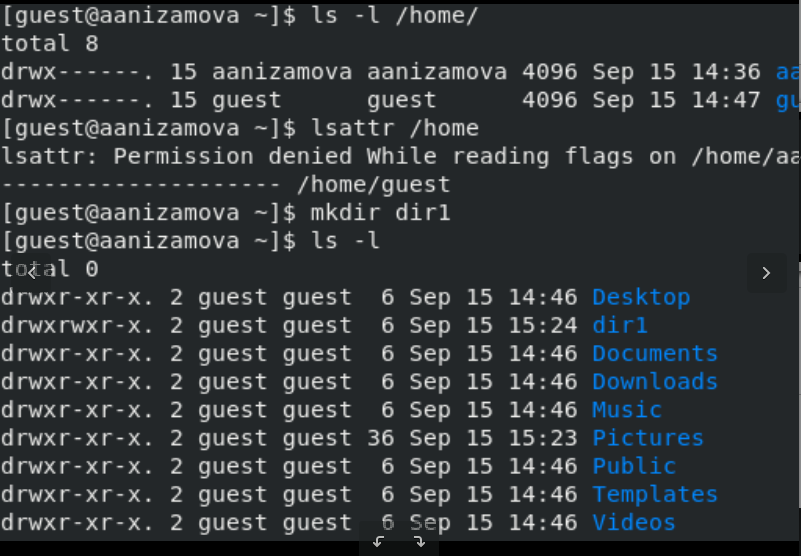 [guest@aanizamova ~]$ ls -l /home/
total 8
drwx------. 15 aanizamova aanizamova 4096 Sep 15 14:36 aa
drwx------. 15 guest      guest      4096 Sep 15 14:47 gu
[guest@aanizamova ~]$ lsattr /home
lsattr: Permission denied While reading flags on /home/aa
-------------------- /home/guest
[guest@aanizamova ~]$ mkdir dir1
[guest@aanizamova ~]$ ls -l
total 0
drwxr-xr-x. 2 guest guest  6 Sep 15 14:46 Desktop
drwxrwxr-x. 2 guest guest  6 Sep 15 15:24 dir1
drwxr-xr-x. 2 guest guest  6 Sep 15 14:46 Documents
drwxr-xr-x. 2 guest guest  6 Sep 15 14:46 Downloads
drwxr-xr-x. 2 guest guest  6 Sep 15 14:46 Music
drwxr-xr-x. 2 guest guest 36 Sep 15 15:23 Pictures
drwxr-xr-x. 2 guest guest  6 Sep 15 14:46 Public
drwxr-xr-x. 2 guest guest  6 Sep 15 14:46 Templates
drwxr-xr-x. 2 guest guest  6 Sep 15 14:46 Videos